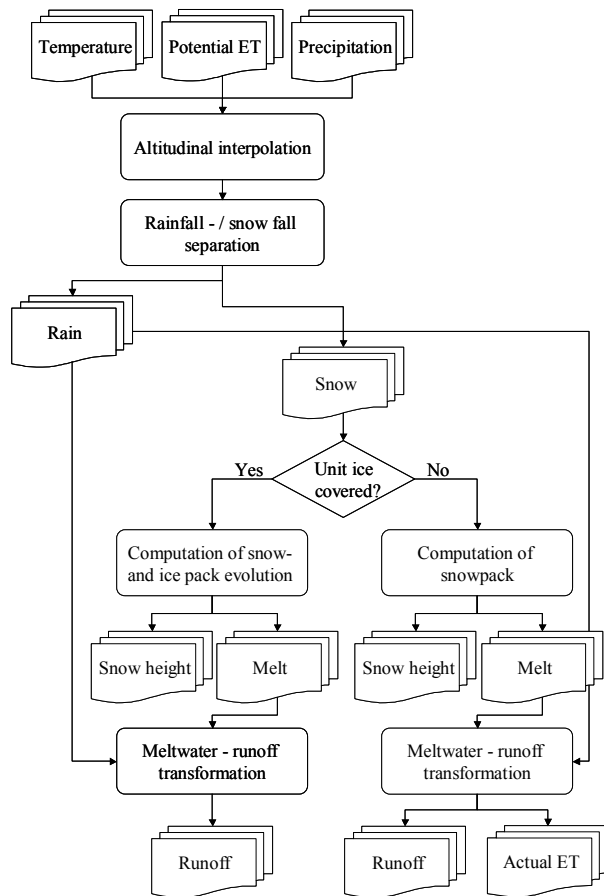 Temperature
Potential ET
Precipitation
Altitudinal interpolation
Rainfall - / snow fall
separation
Rain
Snow
Yes
Unit ice
covered?
No
Computation of snow-
and ice pack evolution
Computation of
snowpack
Snow height
Melt
Snow height
Melt
Meltwater - runoff
transformation
Meltwater - runoff
transformation
Runoff
Runoff
Actual ET